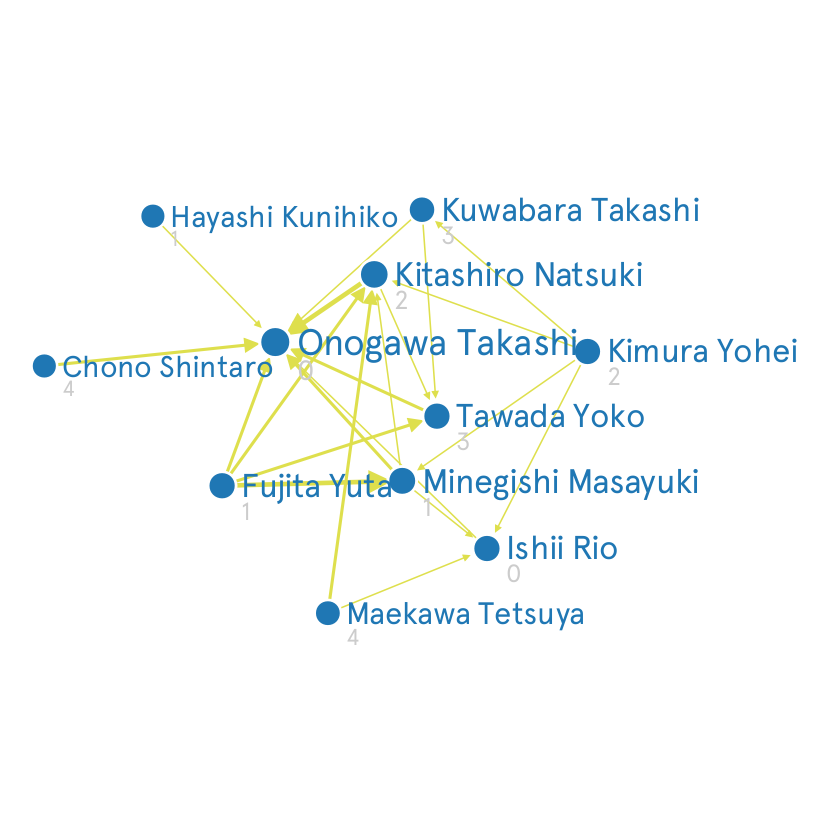 Kuwabara Takashi
3
Hayashi Kunihiko
1
Kitashiro Natsuki
2
Onogawa Takashi
0
Kimura Yohei
2
Chono Shintaro
4
Tawada Yoko
3
Fujita Yuta
1
Minegishi Masayuki
1
Ishii Rio
0
Maekawa Tetsuya
4